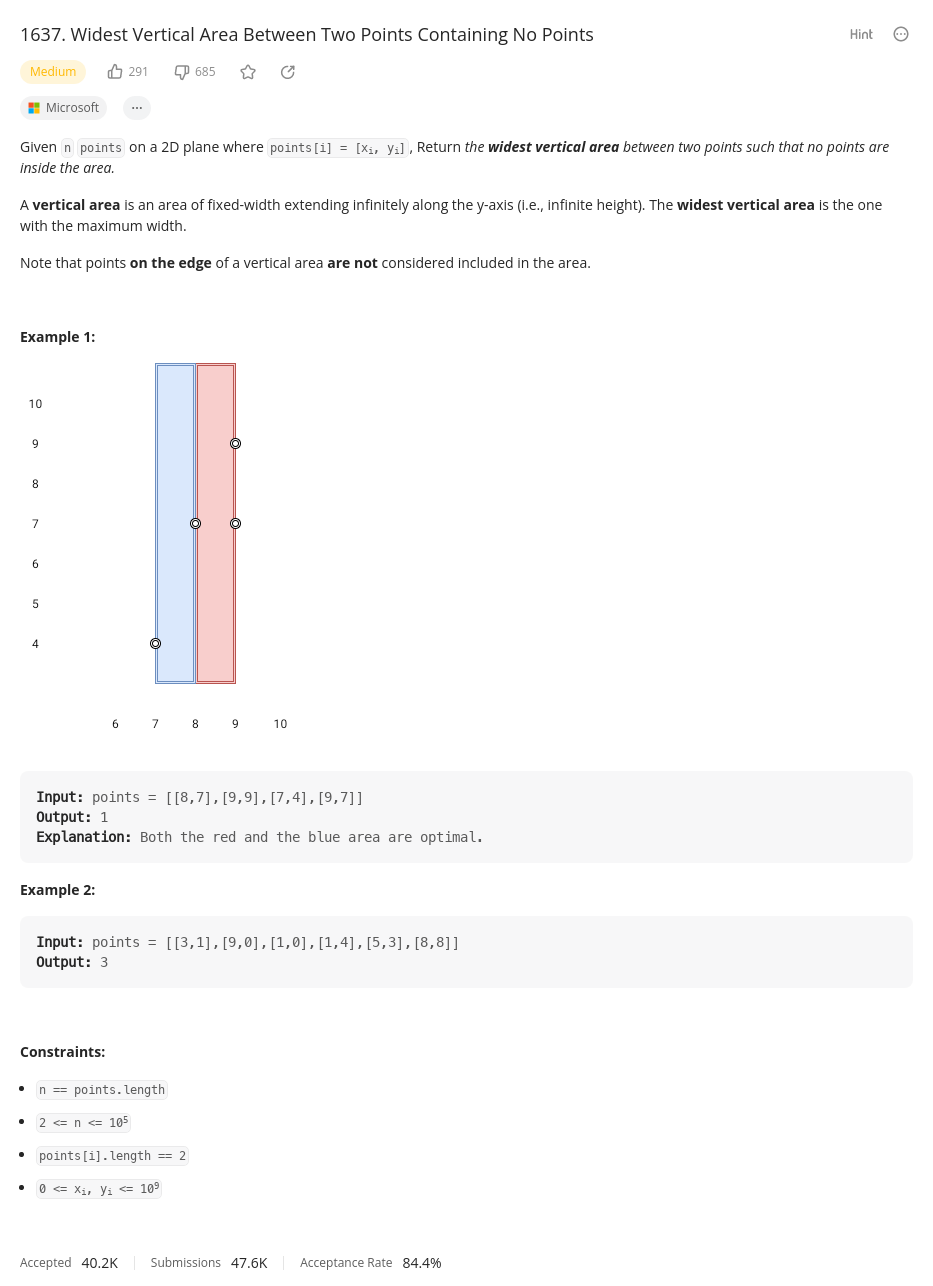 1637. Widest Vertical Area Between Two Points Containing No Points
Hint
Medium 291 685
Microsoft ...
Given n points on a 2D plane where points[i] = [xᵢ, yᵢ], Return the widest vertical area between two points such that no points are
inside the area.
A vertical area is an area of fixed-width extending infinitely along the y-axis (i.e., infinite height). The widest vertical area is the one
with the maximum width.
Note that points on the edge of a vertical area are not considered included in the area.
Example 1:
10
9
8
7
6
5
4
6 7 8 9 10
Input: points = [[8,7],[9,9],[7,4],[9,7]]
Output: 1
Explanation: Both the red and the blue area are optimal.
Example 2:
Input: points = [[3,1],[9,0],[1,0],[1,4],[5,3],[8,8]]
Output: 3
Constraints:
n == points.length
2 <= n <= 10⁵
points[i].length == 2
0 <= xᵢ, yᵢ <= 10⁹
Accepted 40.2K Submissions 47.6K Acceptance Rate 84.4%